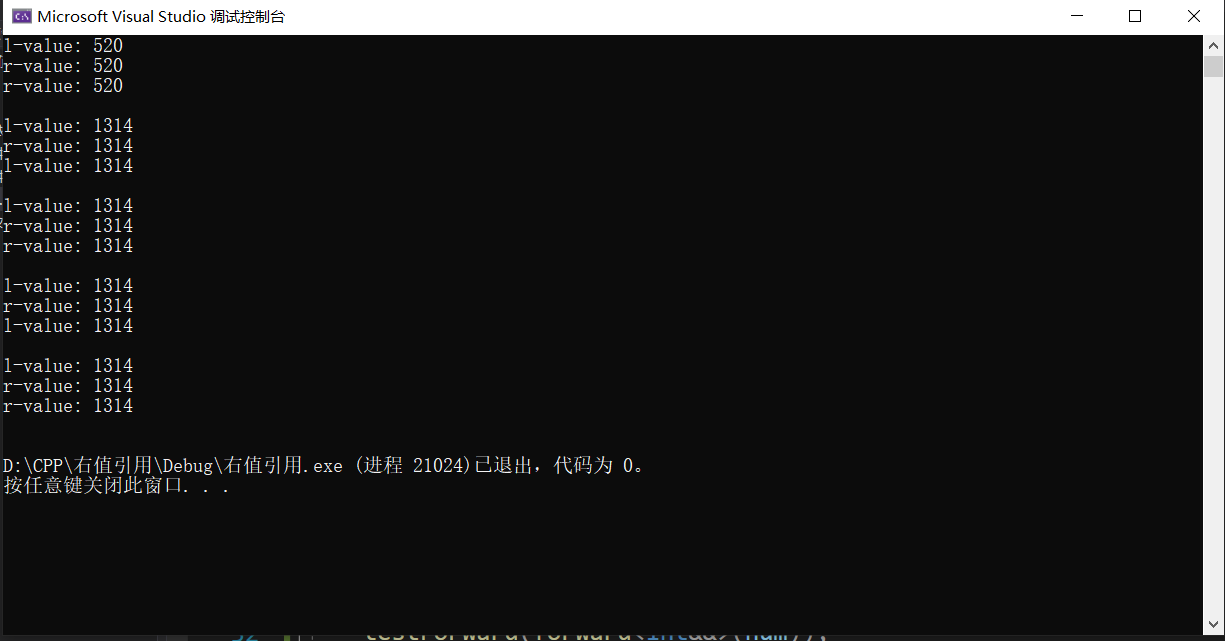 Microsoft Visual Studio 调试控制台
l-value: 520
r-value: 520
r-value: 520
l-value: 1314
r-value: 1314
l-value: 1314
l-value: 1314
r-value: 1314
r-value: 1314
l-value: 1314
r-value: 1314
l-value: 1314
l-value: 1314
r-value: 1314
r-value: 1314
D:\CPP\右值引用\Debug\右值引用.exe (进程 21024)已退出，代码为 0。
按任意键关闭此窗口. . .